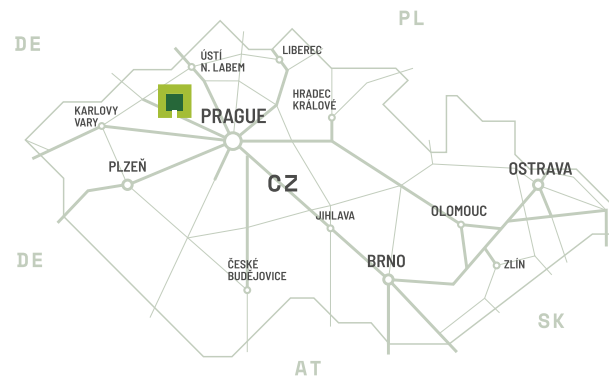 PL
DE
ÚSTÍ
N. LABEM
LIBEREC
HRADEC
KRÁLOVÉ
KARLOVY
VARY
PRAGUE
PLZEŇ
OSTRAVA
CZ
JIHLAVA
OLOMOUC
DE
ČESKÉ
BUDĚJOVICE
BRNO
ZLÍN
SK
AT